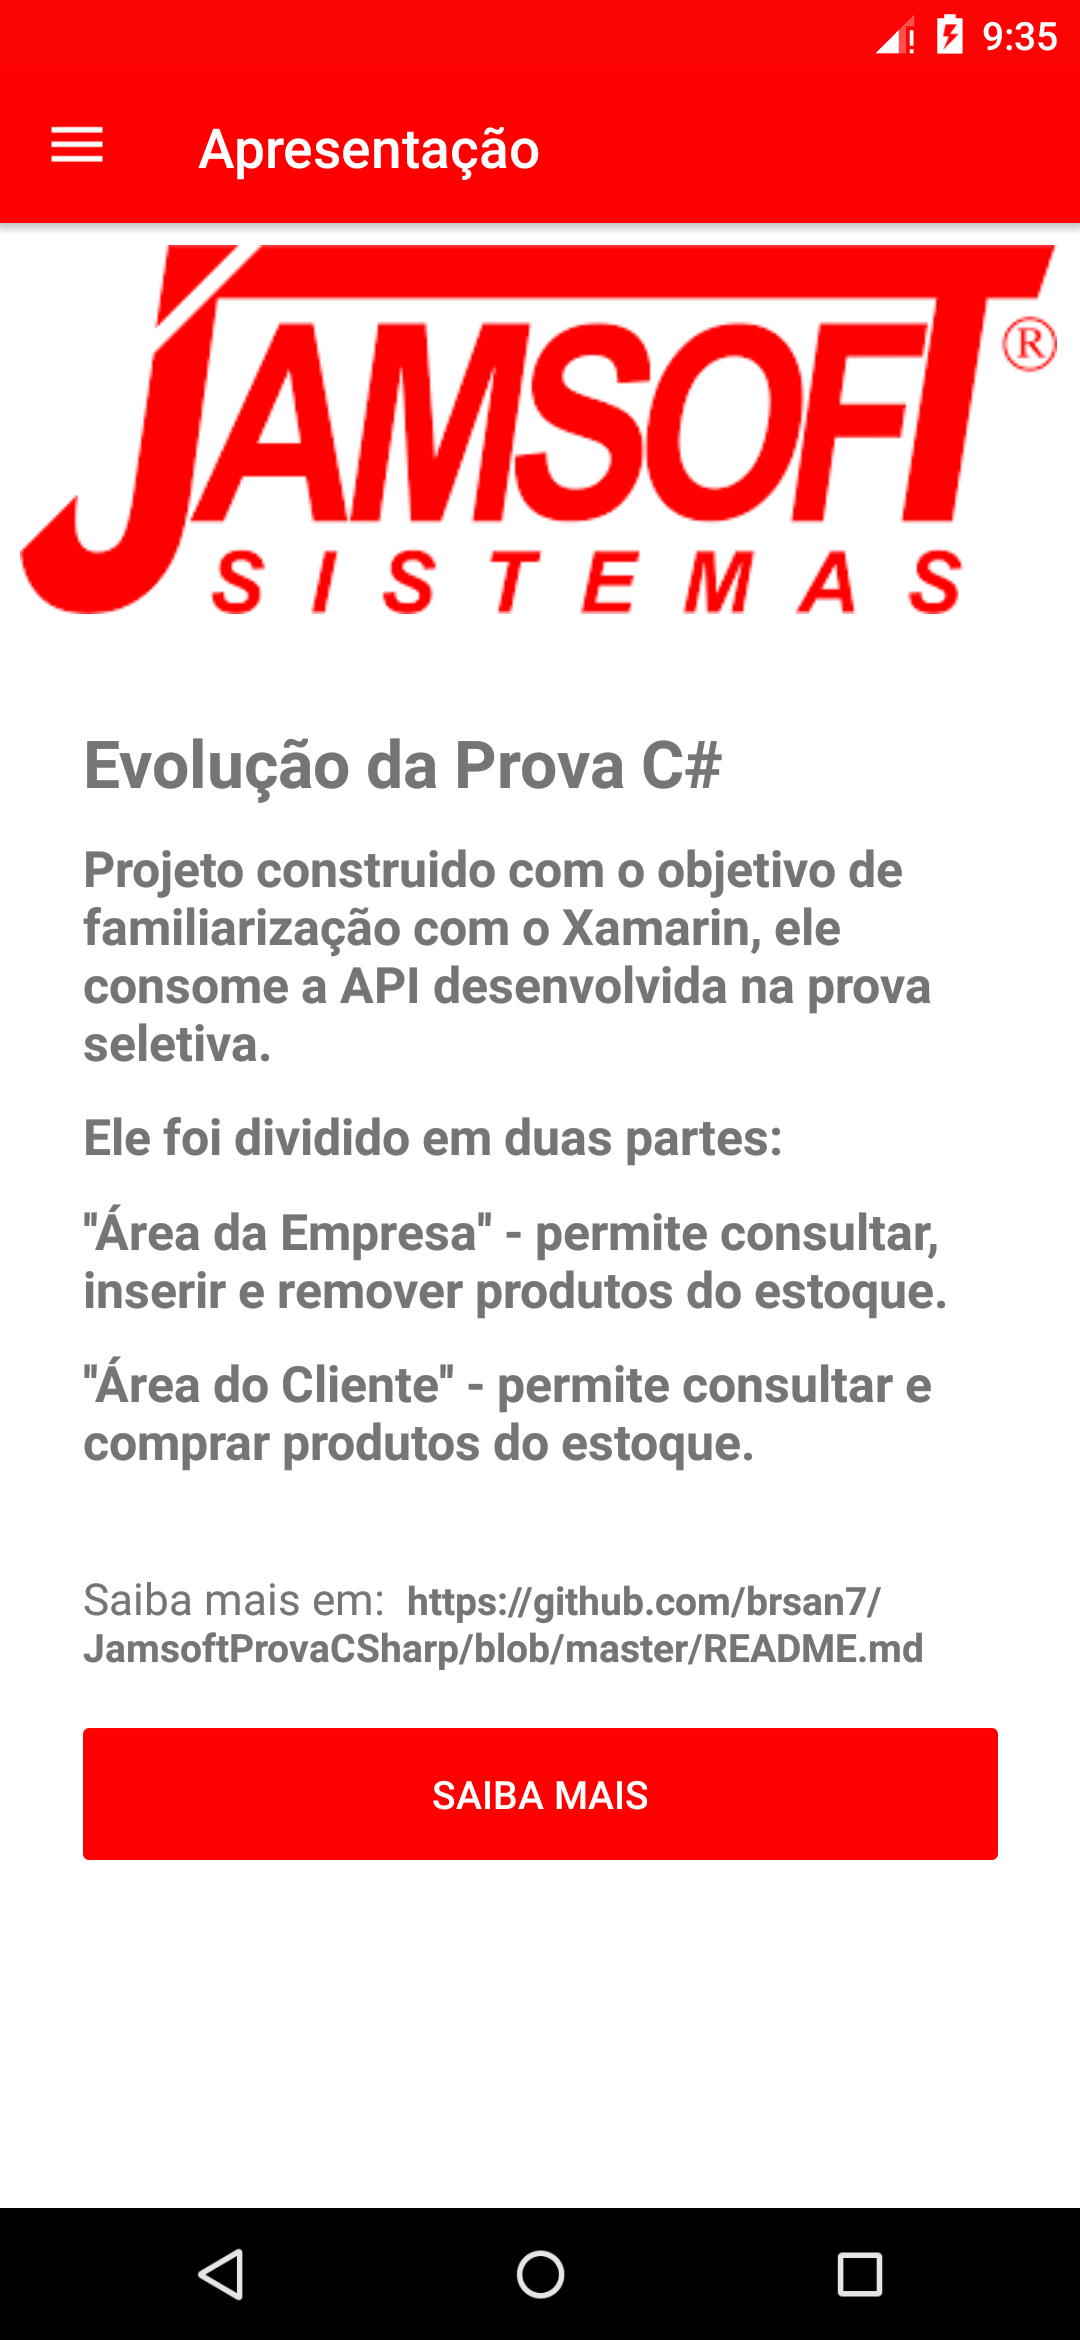 9:35
Apresentação
JAMSOFT®
SISTEMAS
Evolução da Prova C#
Projeto construido com o objetivo de
familiarização com o Xamarin, ele
consome a API desenvolvida na prova
seletiva.
Ele foi dividido em duas partes:
"Área da Empresa" - permite consultar,
inserir e remover produtos do estoque.
"Área do Cliente" - permite consultar e
comprar produtos do estoque.
Saiba mais em: https://github.com/brsan7/
JamsoftProvaCSharp/blob/master/README.md
SAIBA MAIS